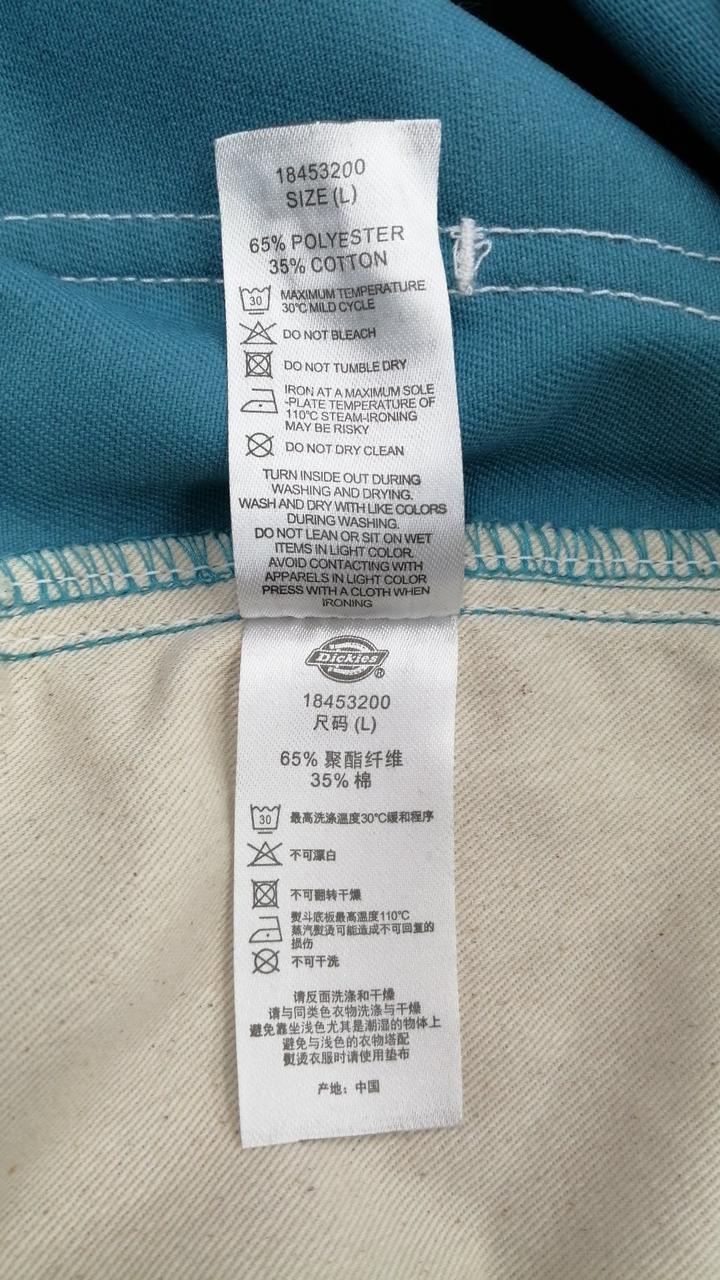 18453200
SIZE (L)
65% POLYESTER
35% COTTON
30
MAXIMUM TEMPERATURE
30℃ MILD CYCLE
DO NOT BLEACH
DO NOT TUMBLE DRY
IRON AT A MAXIMUM SOLE
-PLATE TEMPERATURE OF
110℃ STEAM-IRONING
MAY BE RISKY
DO NOT DRY CLEAN
TURN INSIDE OUT DURING
WASHING AND DRYING.
WASH AND DRY WITH LIKE COLORS
DURING WASHING.
DO NOT LEAN OR SIT ON WET
ITEMS IN LIGHT COLOR.
AVOID CONTACTING WITH
APPARELS IN LIGHT COLOR
PRESS WITH A CLOTH WHEN
IRONING
Dickies®
18453200
尺码 (L)
65% 聚酯纤维
35% 棉
30
最高洗涤温度30℃缓和程序
不可漂白
不可翻转干燥
熨斗底板最高温度110℃
蒸汽熨烫可能造成不可回复的
损伤
不可干洗
请反面洗涤和干燥
请与同类色衣物洗涤与干燥
避免靠坐浅色尤其是潮湿的物体上
避免与浅色的衣物搭配
熨烫衣服时请使用垫布
产地: 中国